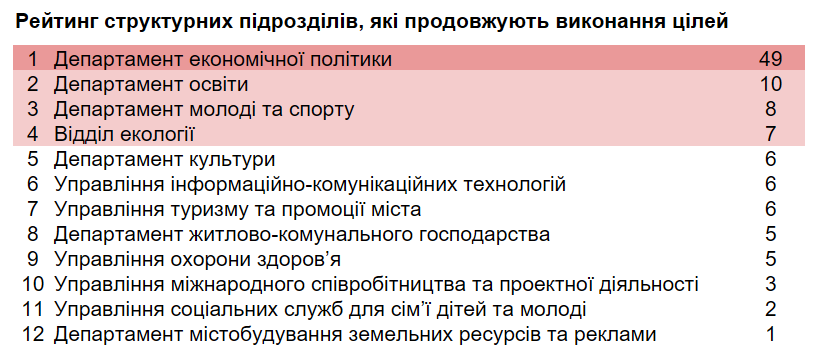 Рейтинг структурних підрозділів, які продовжують виконання цілей
1 Департамент економічної політики 49
2 Департамент освіти 10
3 Департамент молоді та спорту 8
4 Відділ екології 7
5 Департамент культури 6
6 Управління інформаційно-комунікаційних технологій 6
7 Управління туризму та промоції міста 6
8 Департамент житлово-комунального господарства 5
9 Управління охорони здоров’я 5
10 Управління міжнародного співробітництва та проектної діяльності 3
11 Управління соціальних служб для сім’ї дітей та молоді 2
12 Департамент містобудування земельних ресурсів та реклами 1